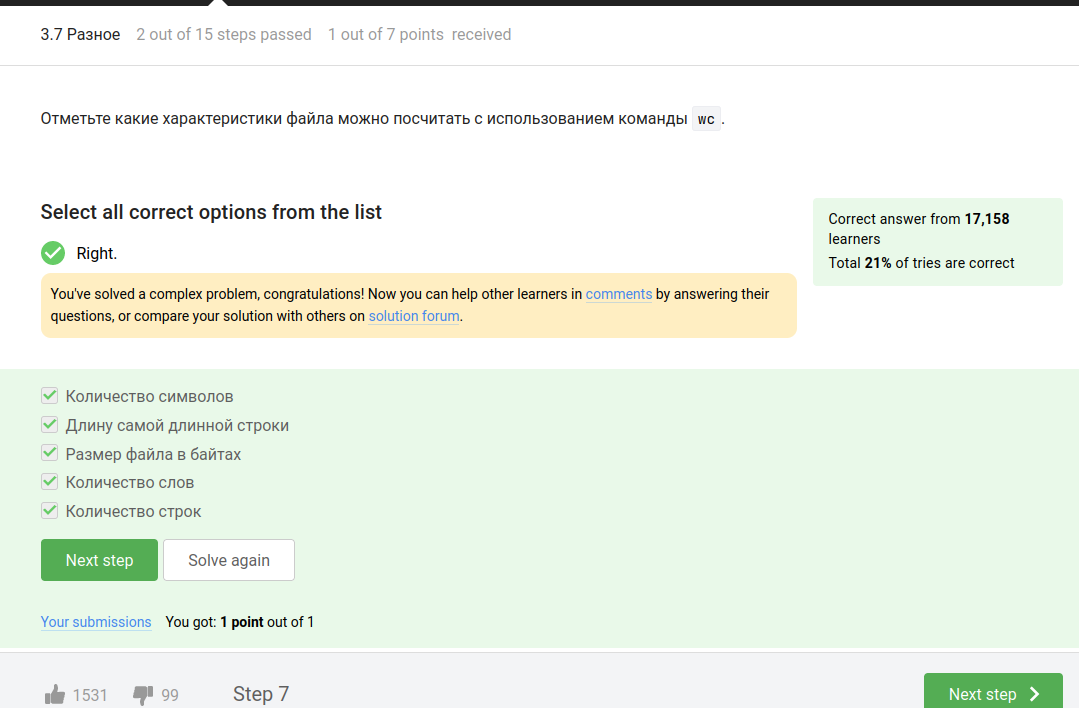 3.7 Разное 2 out of 15 steps passed 1 out of 7 points received
Отметьте какие характеристики файла можно посчитать с использованием команды wc.
Select all correct options from the list
Right.
You've solved a complex problem, congratulations! Now you can help other learners in comments by answering their
questions, or compare your solution with others on solution forum.
Correct answer from 17,158
learners
Total 21% of tries are correct
Количество символов
Длину самой длинной строки
Размер файла в байтах
Количество слов
Количество строк
Next step Solve again
Your submissions You got: 1 point out of 1
1531 99 Step 7 Next step